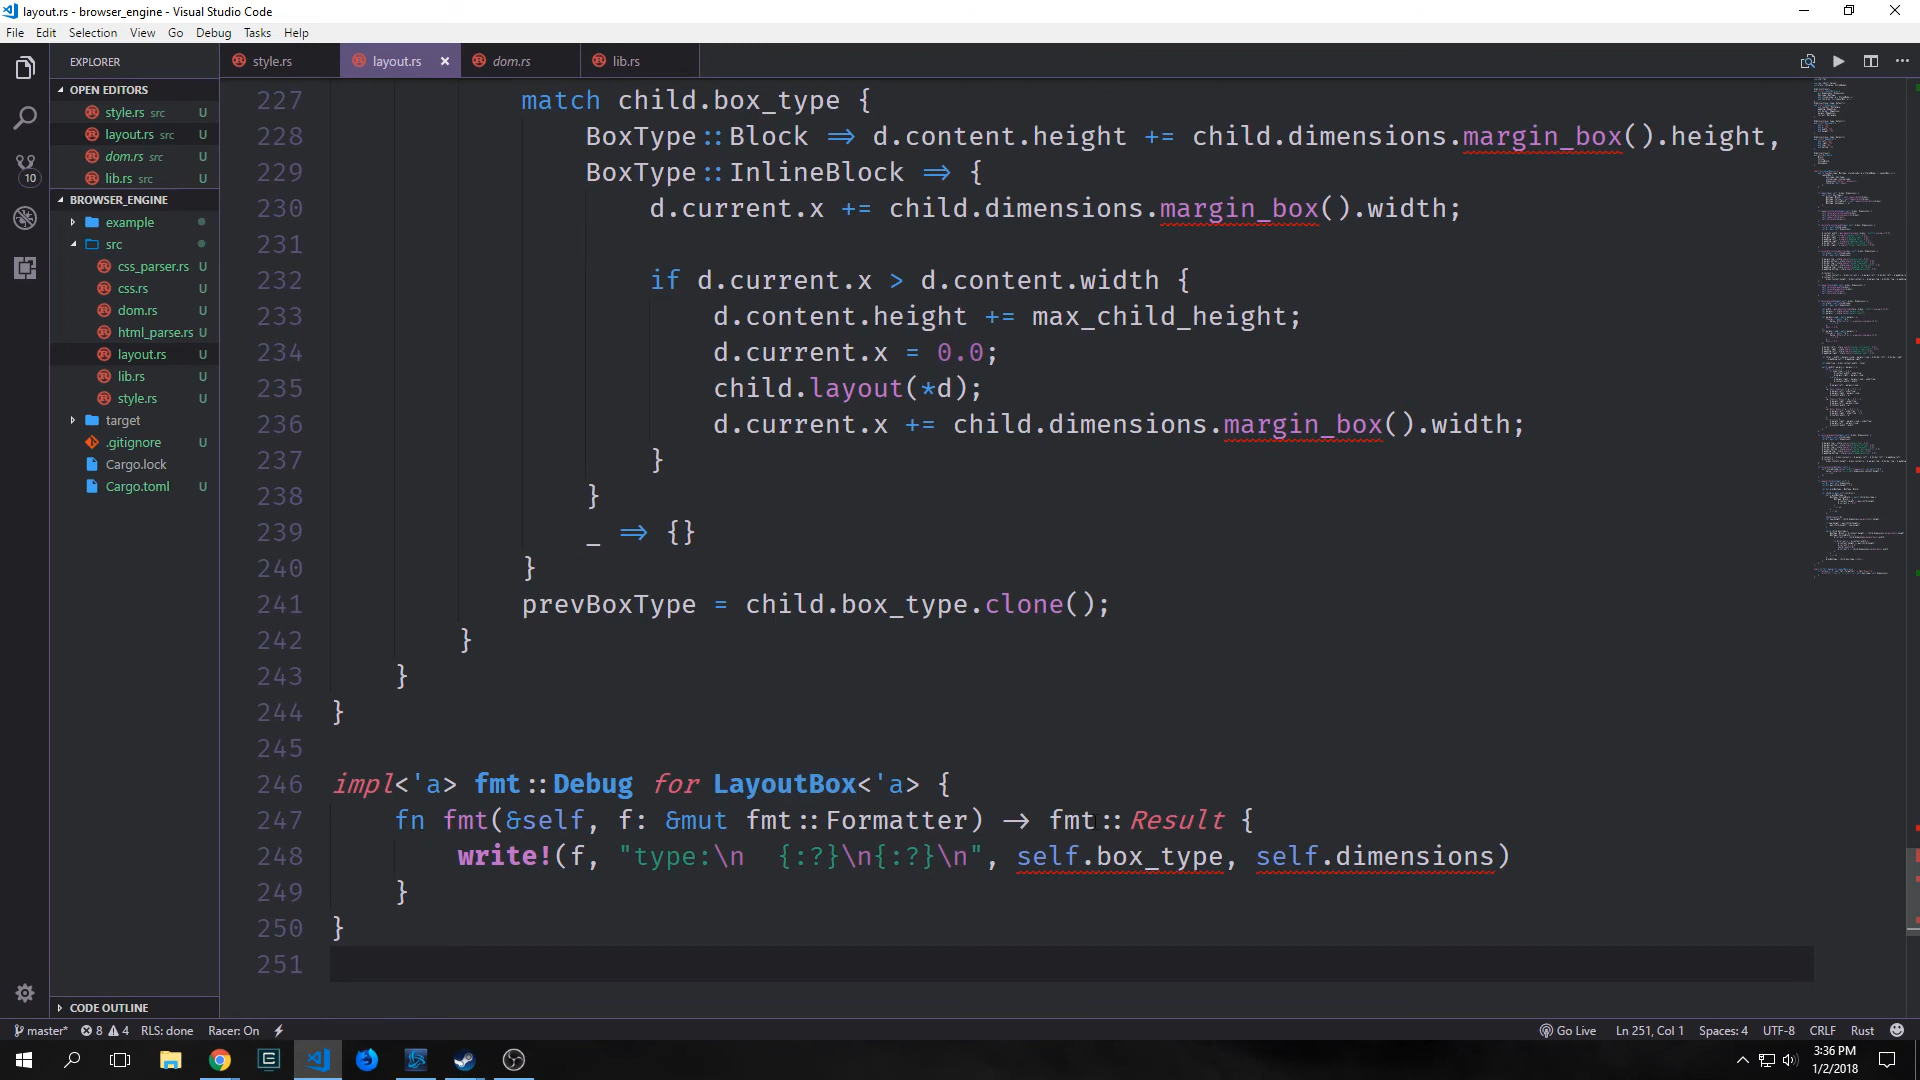 layout.rs - browser_engine - Visual Studio Code
File Edit Selection View Go Debug Tasks Help
EXPLORER
style.rs layout.rs dom.rs lib.rs
OPEN EDITORS
style.rs src U
layout.rs src U
dom.rs src U
lib.rs src U
10
BROWSER_ENGINE
example
src
css_parser.rs U
css.rs U
dom.rs U
html_parse.rs U
layout.rs U
lib.rs U
style.rs U
target
.gitignore U
Cargo.lock
Cargo.toml U
CODE OUTLINE
227 match child.box_type {
228 BoxType::Block => d.content.height += child.dimensions.margin_box().height,
229 BoxType::InlineBlock => {
230 d.current.x += child.dimensions.margin_box().width;
231
232 if d.current.x > d.content.width {
233 d.content.height += max_child_height;
234 d.current.x = 0.0;
235 child.layout(*d);
236 d.current.x += child.dimensions.margin_box().width;
237 }
238 }
239 _ => {}
240 }
241 prevBoxType = child.box_type.clone();
242 }
243 }
244 }
245
246 impl<'a> fmt::Debug for LayoutBox<'a> {
247 fn fmt(&self, f: &mut fmt::Formatter) -> fmt::Result {
248 write!(f, "type:\n  {:?}\n{:?}\n", self.box_type, self.dimensions)
249 }
250 }
251
master* 8 4 RLS: done Racer: On Go Live Ln 251, Col 1 Spaces: 4 UTF-8 CRLF Rust
3:36 PM
1/2/2018